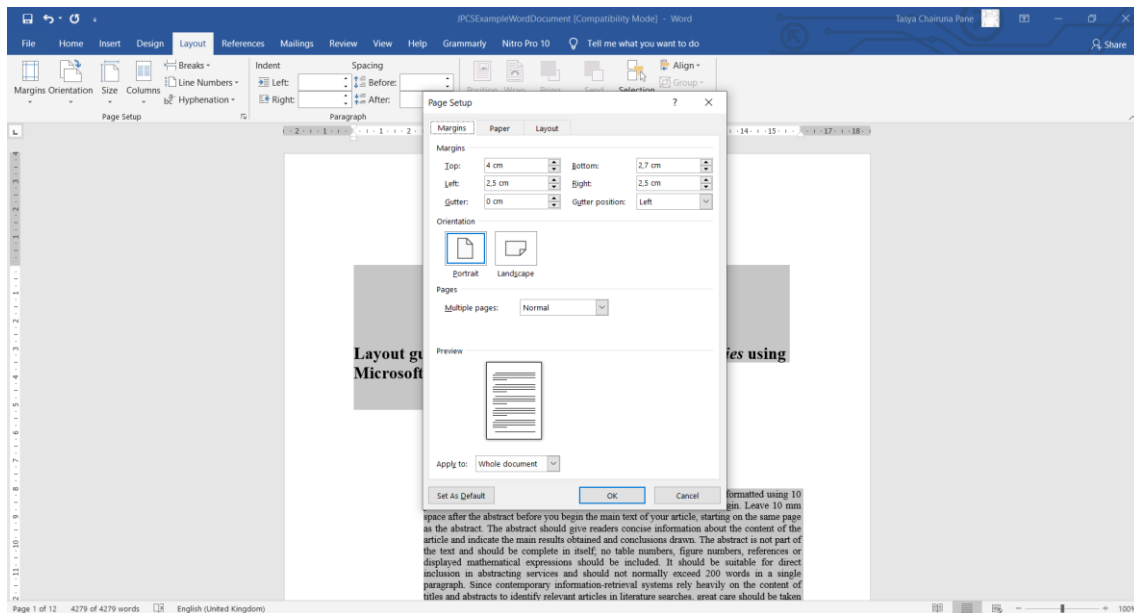 JPCSExampleWordDocument [Compatibility Mode] - Word
Tasya Chairuna Pane
File Home Insert Design Layout References Mailings Review View Help Grammarly Nitro Pro 10 Tell me what you want to do Share
Breaks
Line Numbers
Hyphenation
Margins Orientation Size Columns
Page Setup
Indent
Left:
Right:
Spacing
Before:
After:
Paragraph
Position Wrap Bring Send Selection
Align
Group
Page Setup ?
Margins Paper Layout
Margins
Top: 4 cm Bottom: 2,7 cm
Left: 2,5 cm Right: 2,5 cm
Gutter: 0 cm Gutter position: Left
Orientation
Portrait Landscape
Pages
Multiple pages: Normal
Preview
Apply to: Whole document
Set As Default OK Cancel
Layout ies using
Microsoft
formatted using 10
Leave 10 mm
space after the abstract before you begin the main text of your article, starting on the same page
as the abstract. The abstract should give readers concise information about the content of the
article and indicate the main results obtained and conclusions drawn. The abstract is not part of
the text and should be complete in itself; no table numbers, figure numbers, references or
displayed mathematical expressions should be included. It should be suitable for direct
inclusion in abstracting services and should not normally exceed 200 words in a single
paragraph. Since contemporary information-retrieval systems rely heavily on the content of
titles and abstracts to identify relevant articles in literature searches, great care should be taken
Page 1 of 12 4279 of 4279 words English (United Kingdom)